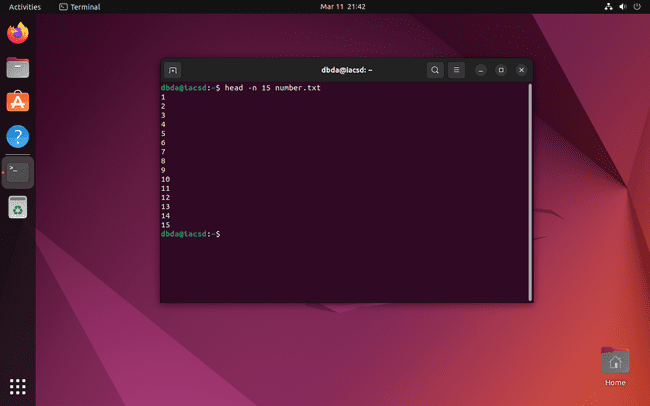 Activities
Terminal
Mar 11 21:42
dbda@iacsd: ~
dbda@iacsd:~$ head -n 15 number.txt
1
2
3
4
5
6
7
8
9
10
11
12
13
14
15
dbda@iacsd:~$
Home